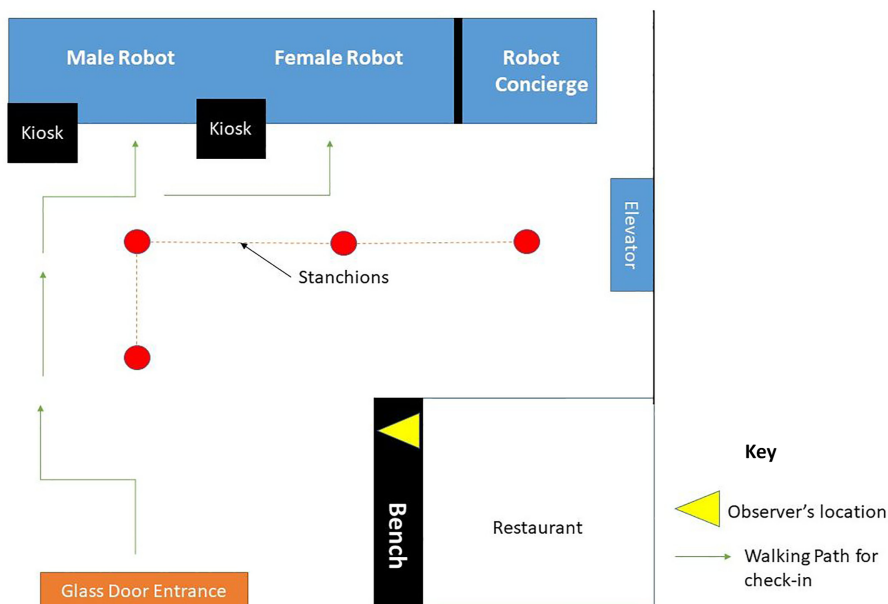 Male Robot
Female Robot
Robot
Concierge
Kiosk
Kiosk
Elevator
Stanchions
Bench
Restaurant
Glass Door Entrance
Key
Observer's location
Walking Path for
check-in